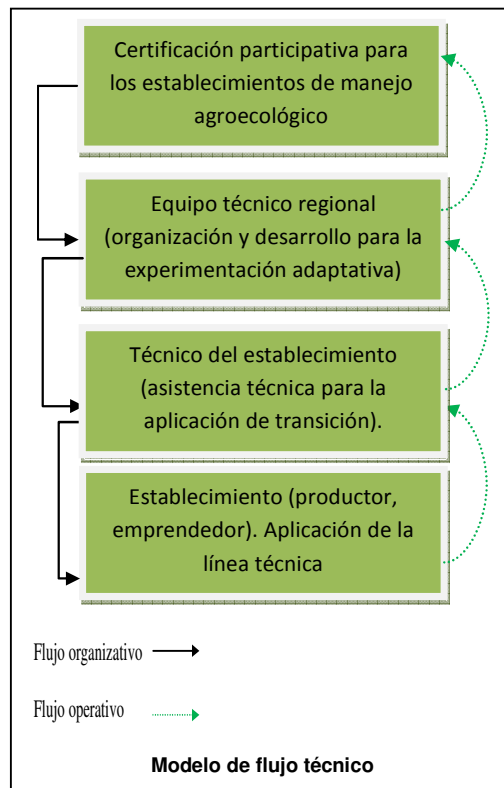 Certificación participativa para
los establecimientos de manejo
agroecológico
Equipo técnico regional
(organización y desarrollo para la
experimentación adaptativa)
Técnico del establecimiento
(asistencia técnica para la
aplicación de transición).
Establecimiento (productor,
emprendedor). Aplicación de la
línea técnica
Flujo organizativo
Flujo operativo
Modelo de flujo técnico